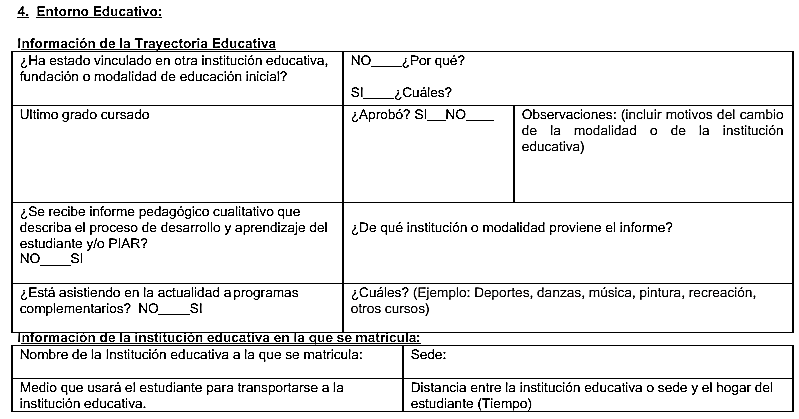 4. Entorno Educativo:
Información de la Trayectoria Educativa
¿Ha estado vinculado en otra institución educativa,
fundación o modalidad de educación inicial?
NO____¿Por qué?
SI____¿Cuáles?
Ultimo grado cursado
¿Aprobó? SI__NO____
Observaciones: (incluir motivos del cambio
de la modalidad o de la institución
educativa)
¿Se recibe informe pedagógico cualitativo que
describa el proceso de desarrollo y aprendizaje del
estudiante y/o PIAR?
NO____SI
¿De qué institución o modalidad proviene el informe?
¿Está asistiendo en la actualidad a programas
complementarios? NO____SI
¿Cuáles? (Ejemplo: Deportes, danzas, música, pintura, recreación,
otros cursos)
Información de la institución educativa en la que se matricula:
Nombre de la Institución educativa a la que se matricula:
Sede:
Medio que usará el estudiante para transportarse a la
institución educativa.
Distancia entre la institución educativa o sede y el hogar del
estudiante (Tiempo)